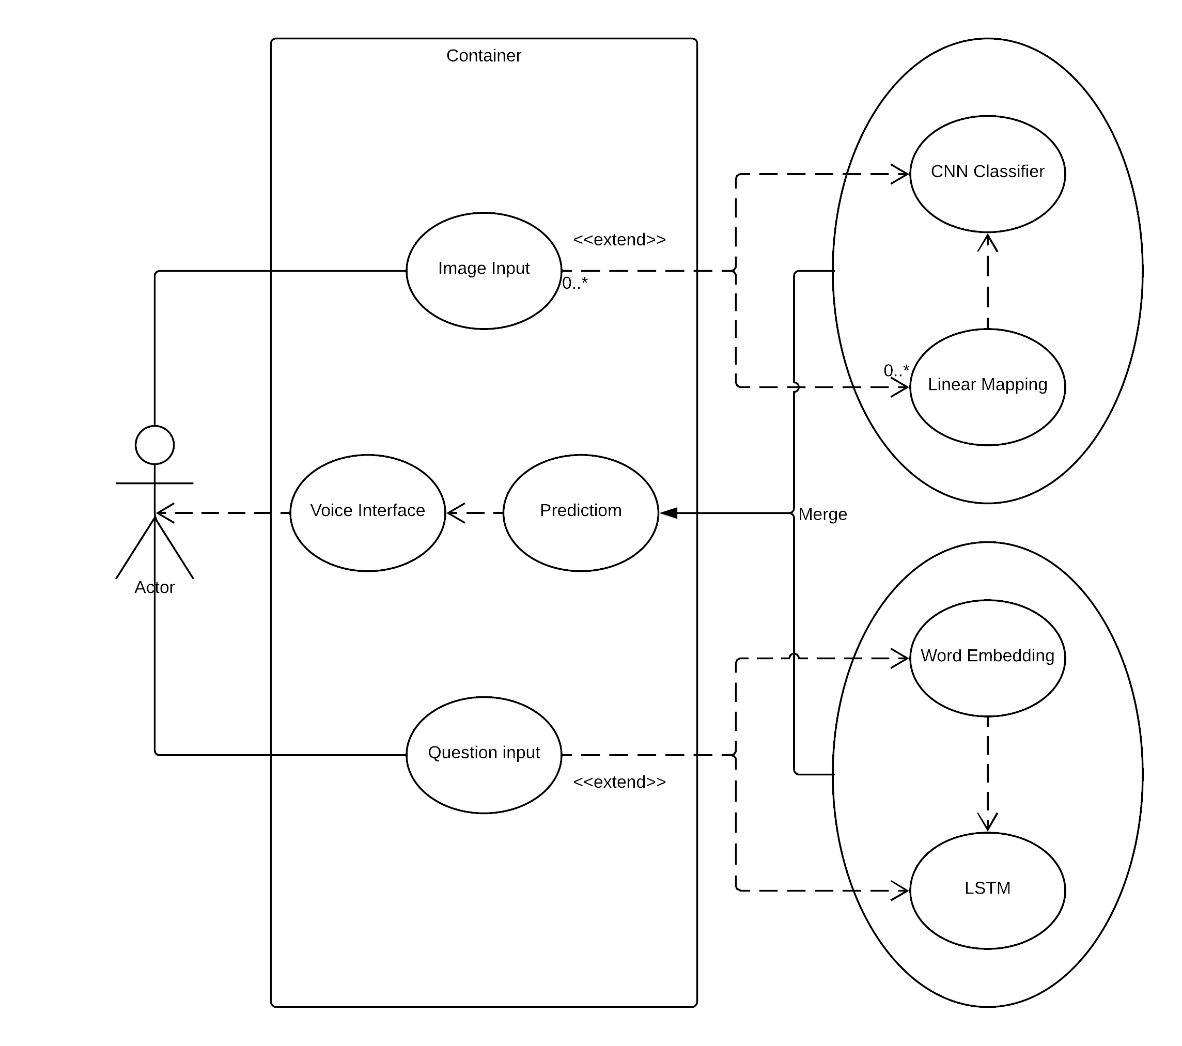 Container
CNN Classifier
<<extend>>
Image Input
0..*
0..*
Linear Mapping
Voice Interface
Predictiom
Merge
Actor
Word Embedding
Question input
<<extend>>
LSTM